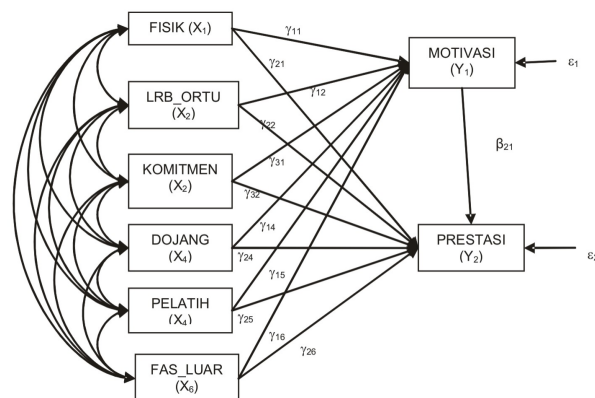 FISIK (X₁)
γ₁₁
γ₂₁
MOTIVASI
(Y₁)
ε₁
LRB_ORTU
(X₂)
γ₁₂
γ₂₂
KOMITMEN
(X₂)
γ₃₁
γ₃₂
β₂₁
DOJANG
(X₄)
γ₁₄
γ₂₄
PRESTASI
(Y₂)
ε₂
PELATIH
(X₄)
γ₁₅
γ₂₅
FAS_LUAR
(X₆)
γ₁₆
γ₂₆